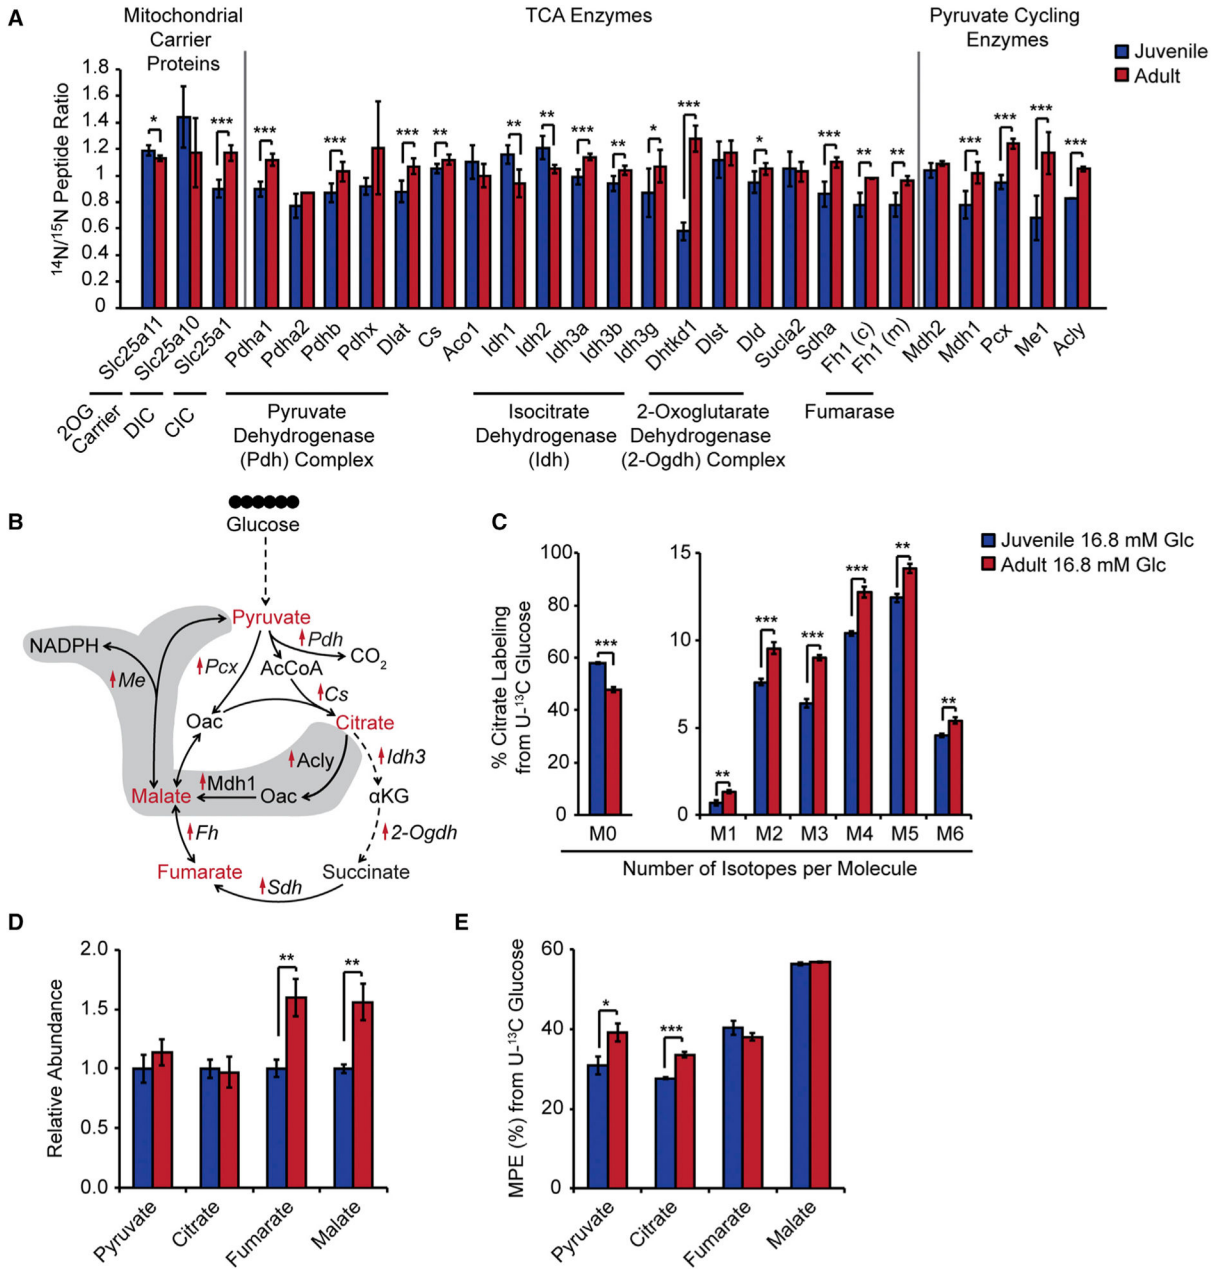 A
Mitochondrial
Carrier
Proteins
TCA Enzymes
Pyruvate Cycling
Enzymes
Juvenile
Adult
14N/15N Peptide Ratio
1.8
1.6
1.4
1.2
1
0.8
0.6
0.4
0.2
0
*
***
***
***
***
**
**
**
***
**
*
***
*
***
**
**
***
***
***
***
Slc25a11
Slc25a10
Slc25a1
Pdha1
Pdha2
Pdhb
Pdhx
Dlat
Cs
Aco1
Idh1
Idh2
Idh3a
Idh3b
Idh3g
Dhtkd1
Dlst
Dld
Sucla2
Sdha
Fh1 (c)
Fh1 (m)
Mdh2
Mdh1
Pcx
Me1
Acly
2OG
Carrier
DIC
CIC
Pyruvate
Dehydrogenase
(Pdh) Complex
Isocitrate
Dehydrogenase
(Idh)
2-Oxoglutarate
Dehydrogenase
(2-Ogdh) Complex
Fumarase
B
Glucose
Pyruvate
Pdh
NADPH
CO2
Pcx
AcCoA
Me
Cs
Oac
Citrate
Idh3
Acly
Mdh1
Malate
Oac
αKG
Fh
2-Ogdh
Fumarate
Succinate
Sdh
C
Juvenile 16.8 mM Glc
Adult 16.8 mM Glc
% Citrate Labeling
from U-13C Glucose
100
80
60
40
20
0
***
M0
15
10
5
0
**
***
***
***
**
**
M1
M2
M3
M4
M5
M6
Number of Isotopes per Molecule
D
Relative Abundance
2.0
1.5
1.0
0.5
0.0
**
**
Pyruvate
Citrate
Fumarate
Malate
E
MPE (%) from U-13C Glucose
60
40
20
0
*
***
Pyruvate
Citrate
Fumarate
Malate